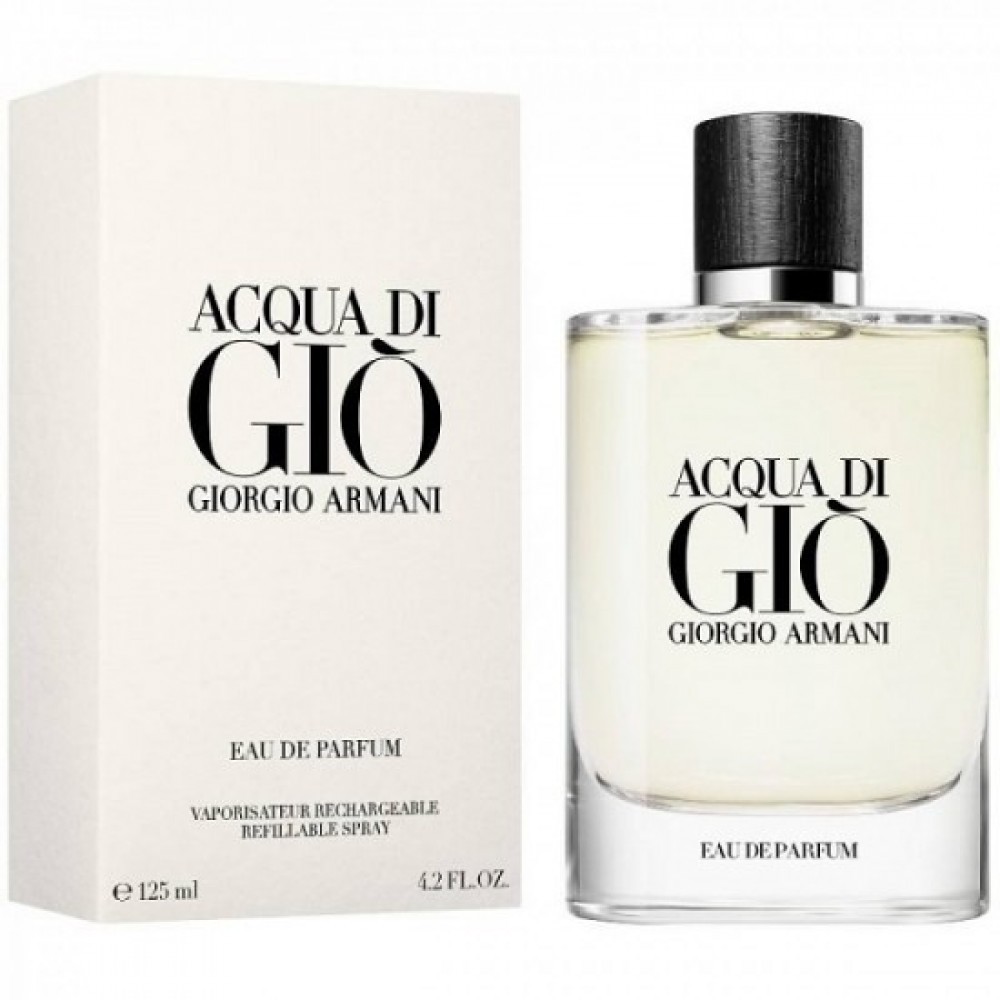 ACQUA DI
GIÒ
GIORGIO ARMANI
EAU DE PARFUM
VAPORISATEUR RECHARGEABLE
REFILLABLE SPRAY
℮ 125 ml
4.2 FL.OZ.
ACQUA DI
GIÒ
GIORGIO ARMANI
EAU DE PARFUM